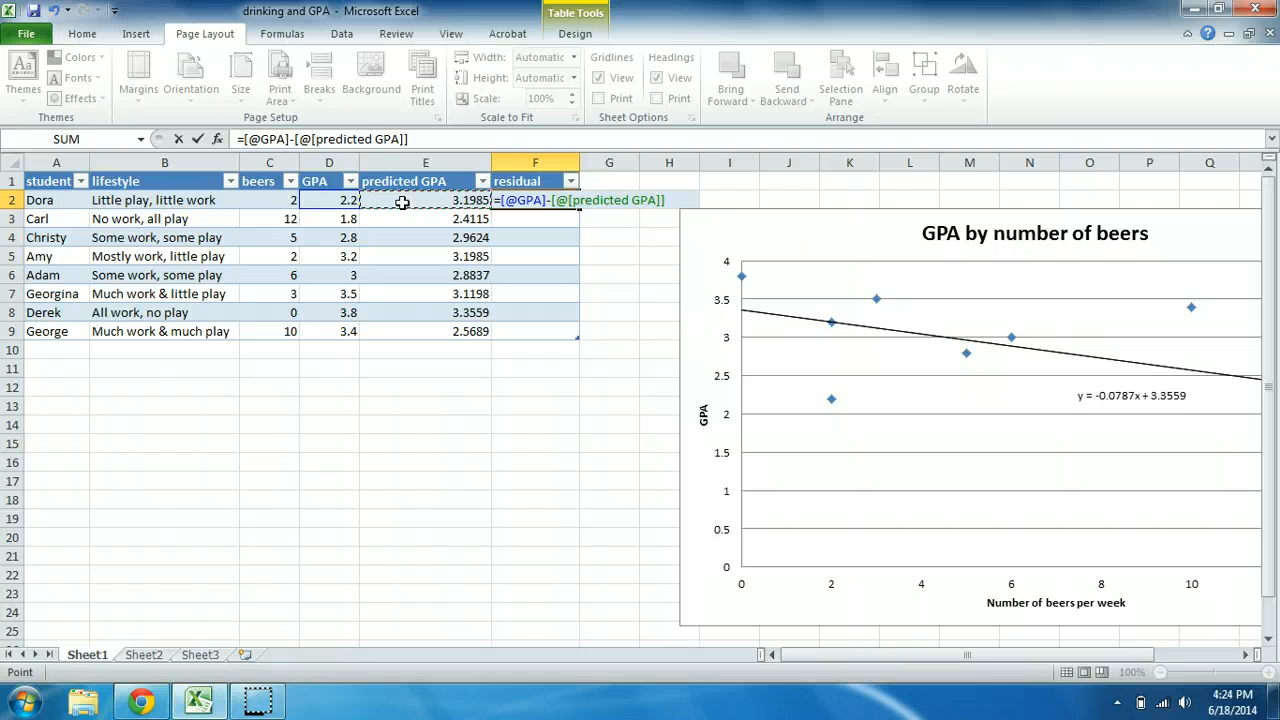 drinking and GPA - Microsoft Excel
Table Tools
File Home Insert Page Layout Formulas Data Review View Acrobat Design
Themes Colors Fonts Effects Themes
Margins Orientation Size Print Area Breaks Background Print Titles Page Setup
Width: Automatic Height: Automatic Scale: 100% Scale to Fit
Gridlines View Print Headings View Print Sheet Options
Bring Forward Send Backward Selection Pane Align Group Rotate Arrange
SUM =[@GPA]-[@[predicted GPA]]
A B C D E F G H I J K L M N O P Q
1 student lifestyle beers GPA predicted GPA residual
2 Dora Little play, little work 2 2.2 3.1985 =[@GPA]-[@[predicted GPA]]
3 Carl No work, all play 12 1.8 2.4115
4 Christy Some work, some play 5 2.8 2.9624
5 Amy Mostly work, little play 2 3.2 3.1985
6 Adam Some work, some play 6 3 2.8837
7 Georgina Much work & little play 3 3.5 3.1198
8 Derek All work, no play 0 3.8 3.3559
9 George Much work & much play 10 3.4 2.5689
10
11
12
13
14
15
16
17
18
19
20
21
22
23
24
25
GPA by number of beers
4
3.5
3
2.5
2
1.5
1
0.5
0
GPA
y = -0.0787x + 3.3559
0 2 4 6 8 10
Number of beers per week
Sheet1 Sheet2 Sheet3
Point 100%
4:24 PM
6/18/2014